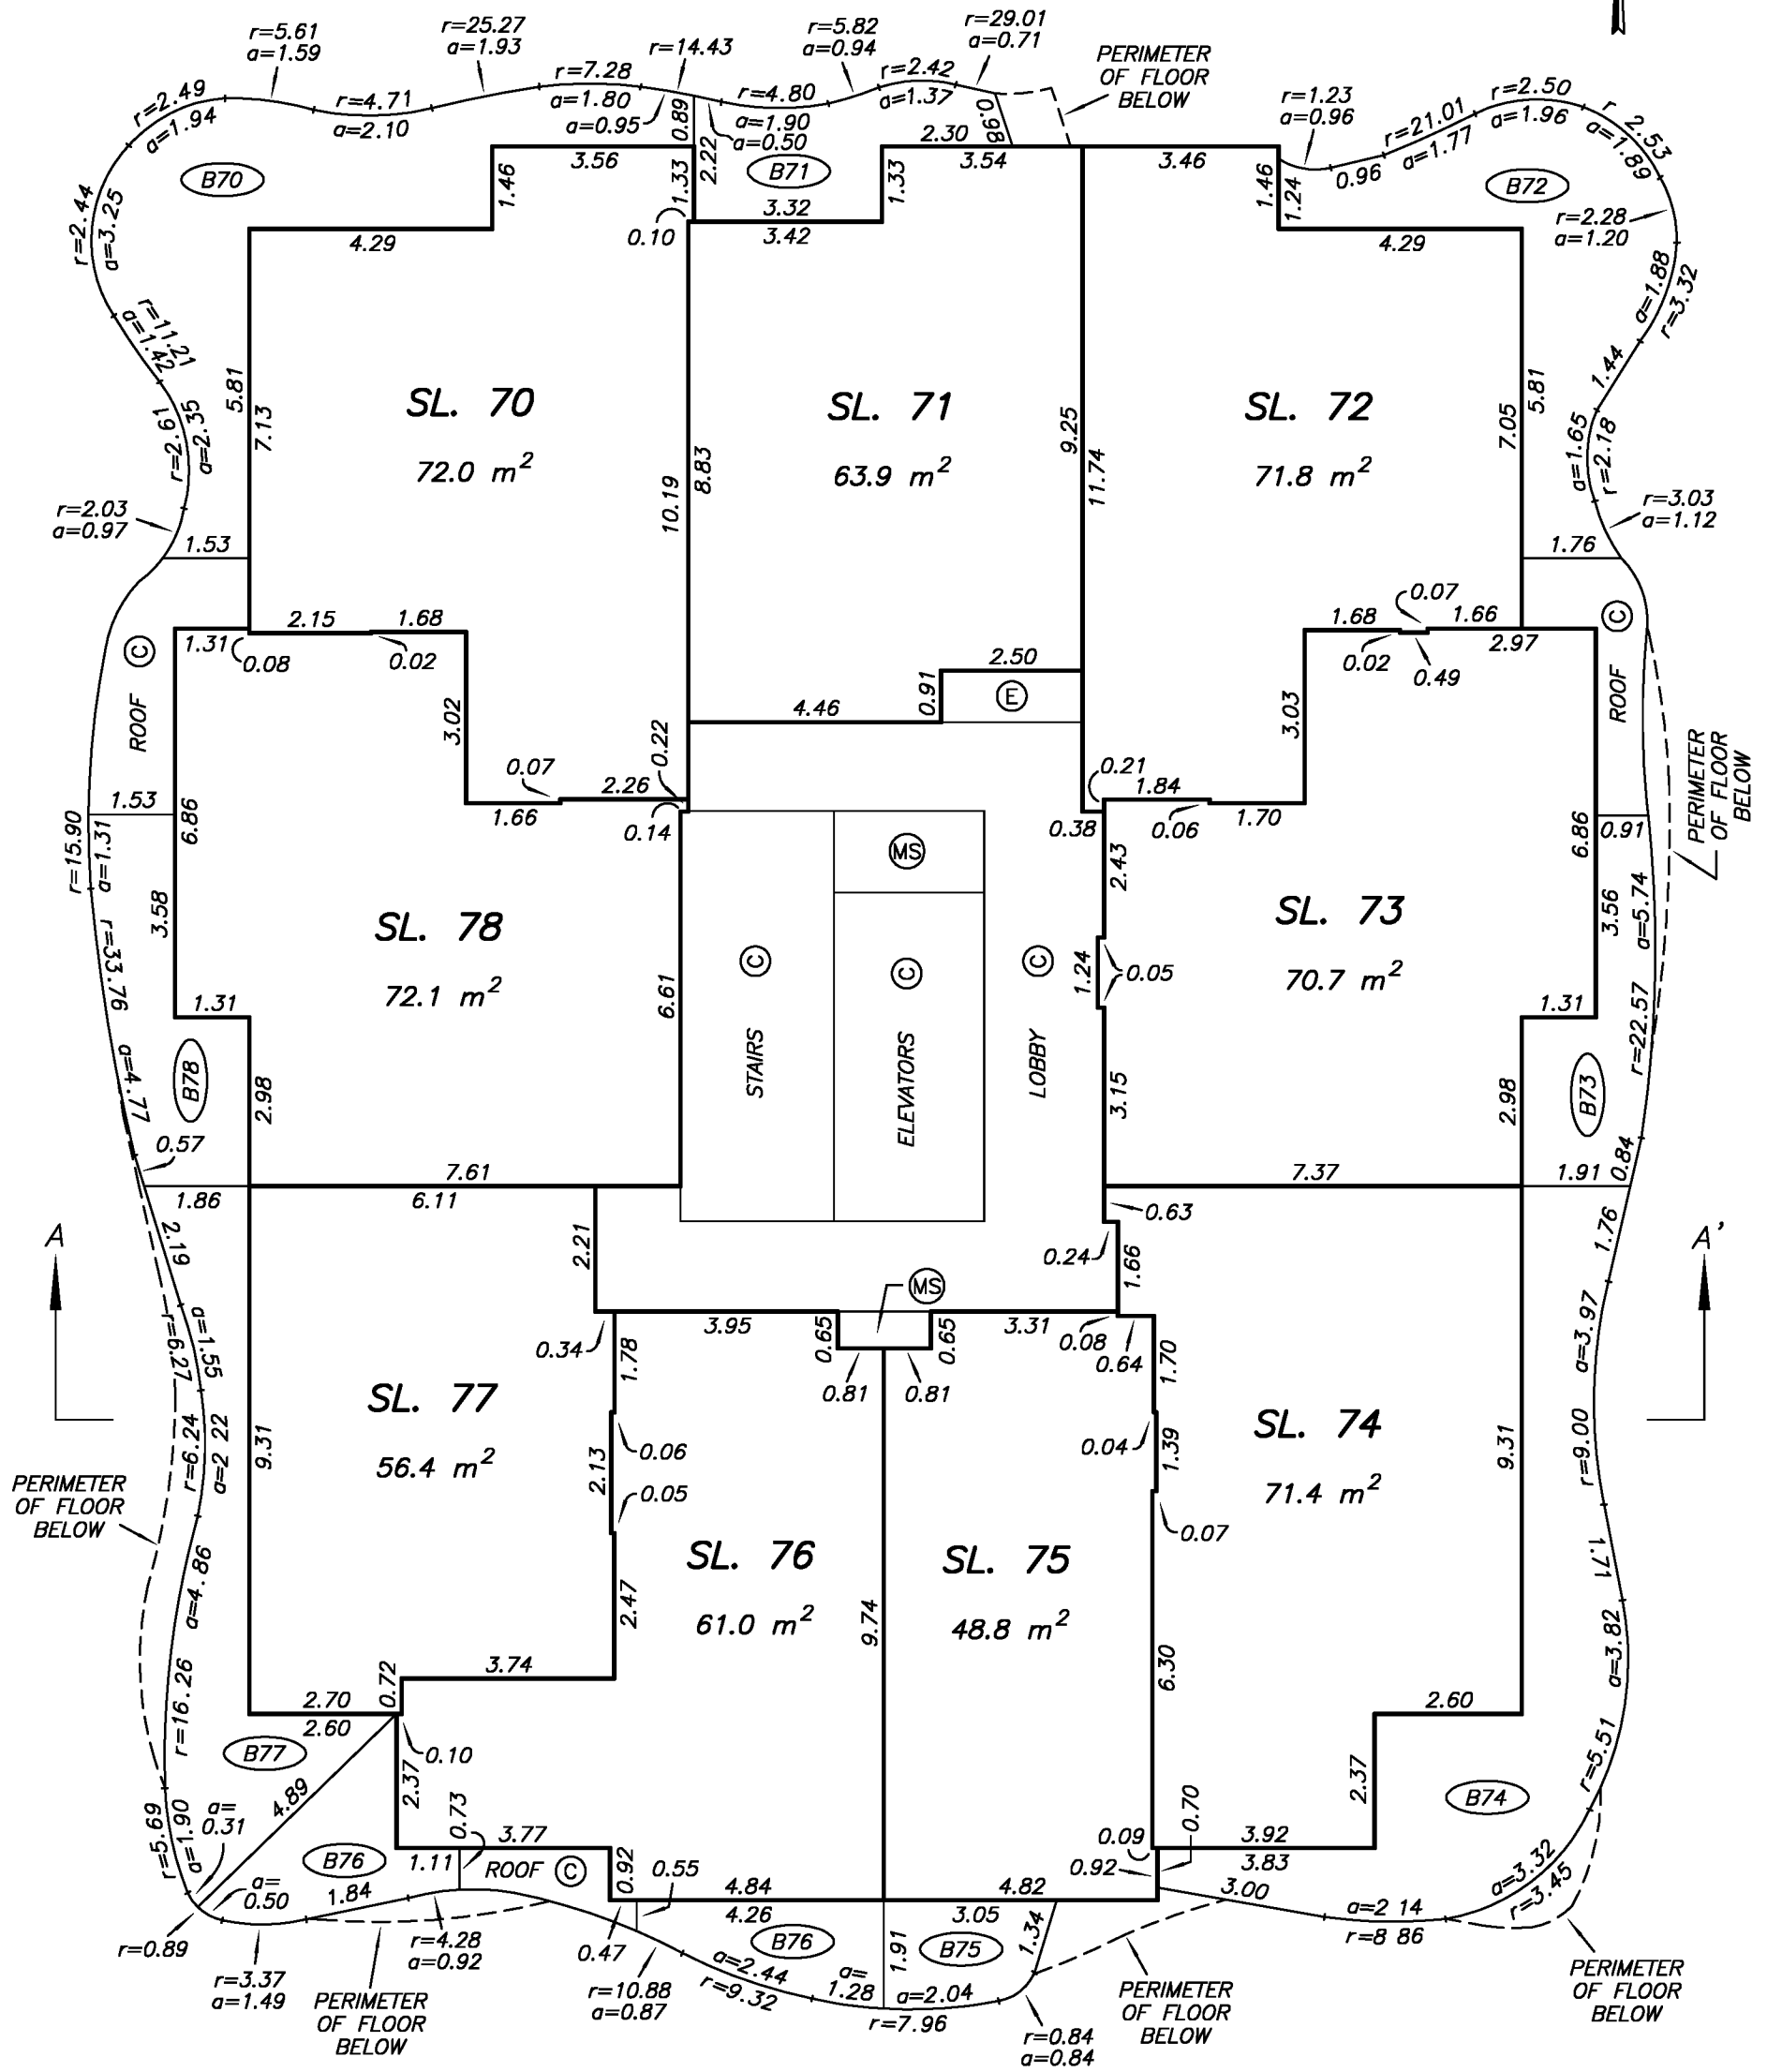 r=5.61
a=1.59
r=25.27
a=1.93
r=14.43
r=5.82
a=0.94
r=29.01
a=0.71
PERIMETER
OF FLOOR
BELOW
r=2.49
a=1.94
r=4.71
a=2.10
r=7.28
a=1.80
a=0.95
0.89
r=4.80
a=1.90
a=0.50
r=2.42
a=1.37
0.98
r=1.23
a=0.96
r=21.01
a=1.77
0.96
r=2.50
a=1.96
r 2.53
a=1.89
B70
3.56
1.46
1.33
2.22
B71
2.30
3.54
1.33
3.46
1.46
1.24
B72
r=2.28
a=1.20
r=2.44
a=3.25
4.29
0.10
3.32
3.42
4.29
a=1.88
r=3.32
r=11.21
a=1.42
1.44
5.81
7.13
SL. 70
72.0 m²
10.19
8.83
SL. 71
63.9 m²
9.25
11.74
SL. 72
71.8 m²
7.05
5.81
r=2.61
a=2.35
a=1.65
r=2.18
r=2.03
a=0.97
r=3.03
a=1.12
1.53
1.76
2.15
1.68
1.31
0.08
0.02
0.07
1.68
1.66
0.02
0.49
2.97
C
ROOF
C
ROOF
3.02
2.50
0.91
E
4.46
3.03
0.22
0.07
2.26
1.66
0.14
0.21
1.84
0.38
0.06
1.70
PERIMETER
OF FLOOR
BELOW
1.53
6.86
r=15.90
a=1.31
3.58
r=33.76
a=4.77
MS
2.43
6.86
0.91
3.56
a=5.74
r=22.57
SL. 78
72.1 m²
6.61
C
STAIRS
C
ELEVATORS
C
LOBBY
1.24
0.05
SL. 73
70.7 m²
1.31
1.31
B78
2.98
3.15
2.98
B73
0.57
0.84
7.61
1.86
6.11
7.37
1.91
2.19
2.21
0.63
0.24
1.66
1.76
A
A'
MS
3.95
0.65
0.65
3.31
0.08
0.64
0.34
1.78
0.81
0.81
1.70
a=1.55
r=6.27
a=3.97
r=9.00
SL. 77
56.4 m²
9.31
0.06
2.13
0.05
0.04
1.39
0.07
SL. 74
71.4 m²
9.31
r=6.24
a=2 22
PERIMETER
OF FLOOR
BELOW
SL. 76
61.0 m²
SL. 75
48.8 m²
9.74
2.47
6.30
1.71
a=4.86
r=16.26
a=3.82
r=5.51
3.74
0.72
2.70
2.60
2.60
B77
0.10
2.37
2.37
B74
4.89
a=
0.31
r=5.69
a=1.90
a=
0.50
B76
0.73
1.11
3.77
ROOF
C
0.92
0.55
0.09
0.92
0.70
3.92
3.83
1.84
4.84
4.26
4.82
3.05
3.00
a=2 14
r=8 86
a=3.32
r=3.45
r=0.89
r=3.37
a=1.49
r=4.28
a=0.92
PERIMETER
OF FLOOR
BELOW
0.47
r=10.88
a=0.87
B76
a=2.44
r=9.32
a=
1.28
1.91
B75
1.34
a=2.04
r=7.96
r=0.84
a=0.84
PERIMETER
OF FLOOR
BELOW
PERIMETER
OF FLOOR
BELOW